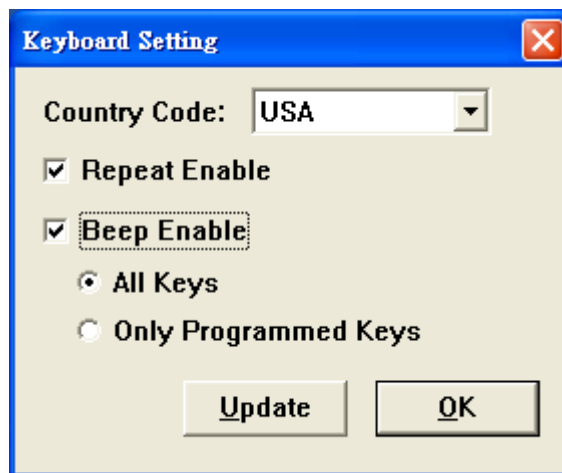 Keyboard Setting
Country Code: USA
Repeat Enable
Beep Enable
All Keys
Only Programmed Keys
Update OK